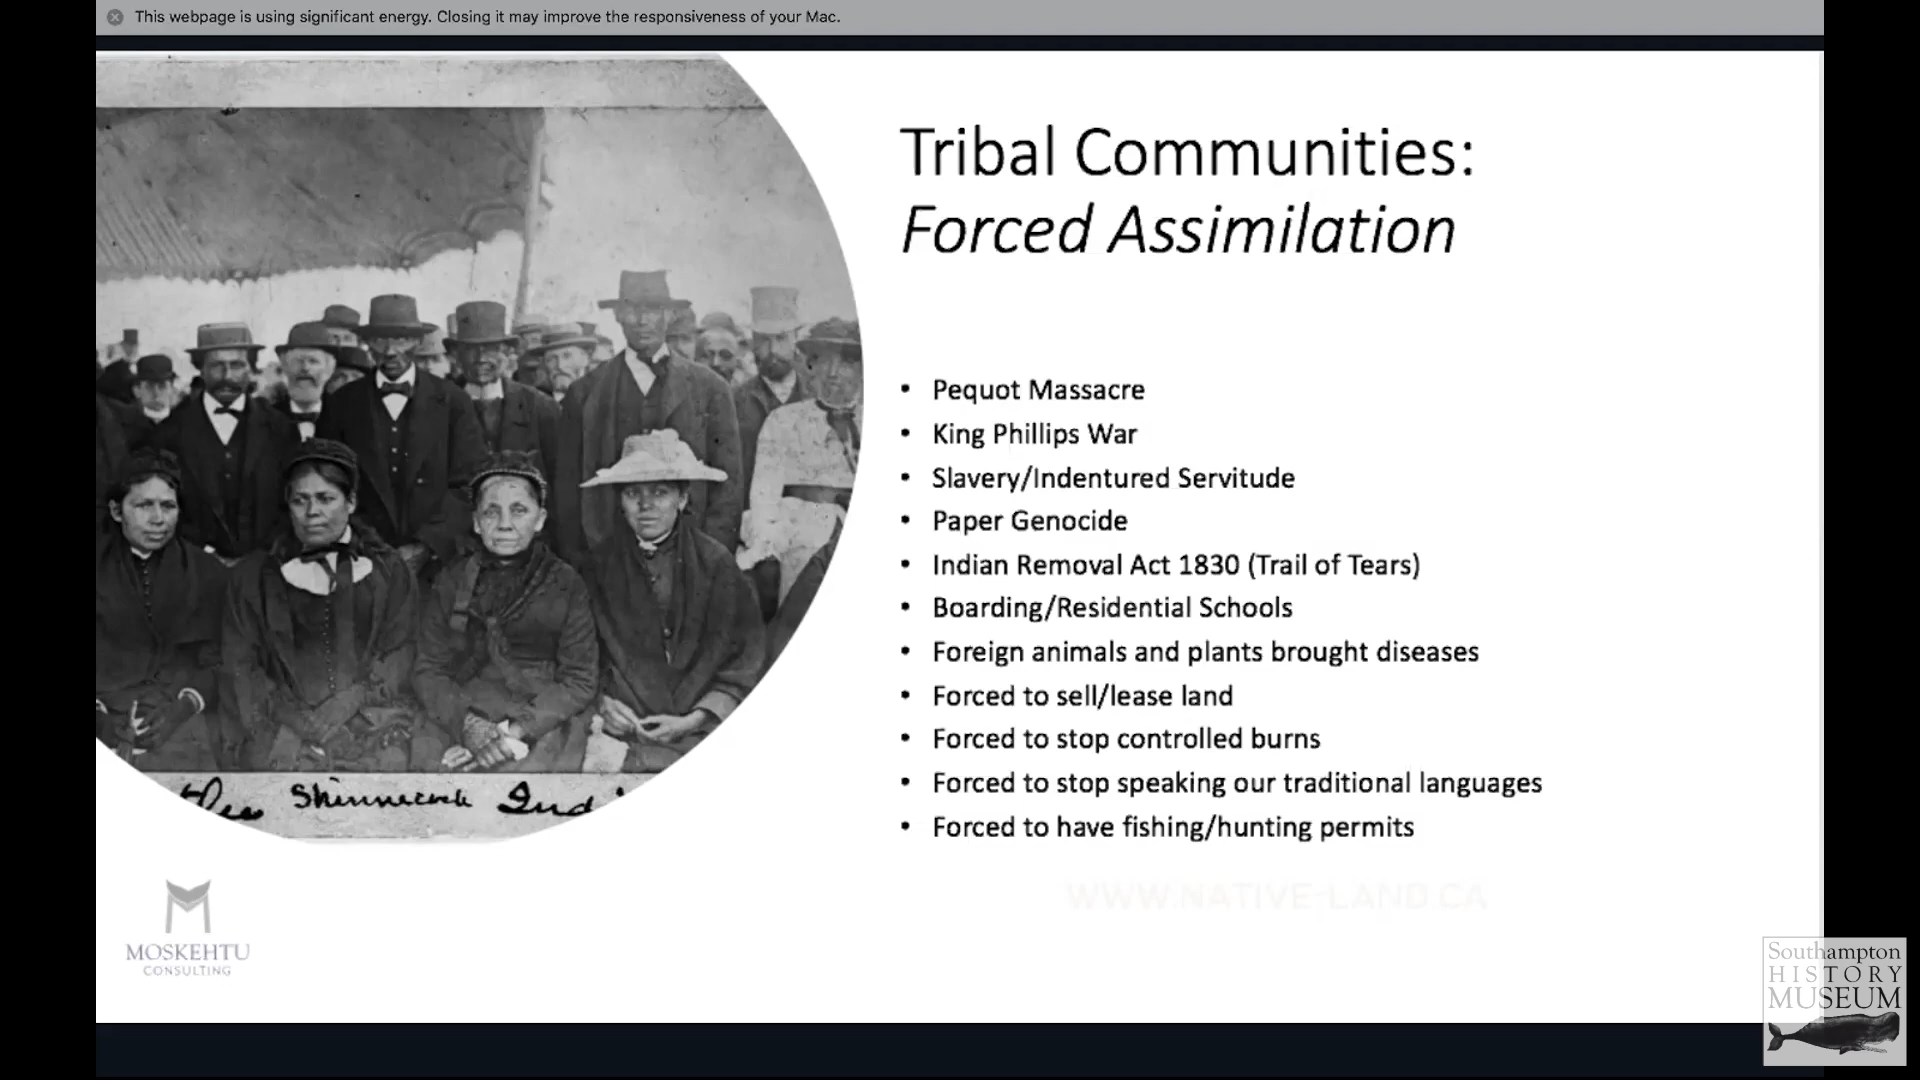 This webpage is using significant energy. Closing it may improve the responsiveness of your Mac.
Tribal Communities:
Forced Assimilation
• Pequot Massacre
• King Phillips War
• Slavery/Indentured Servitude
• Paper Genocide
• Indian Removal Act 1830 (Trail of Tears)
• Boarding/Residential Schools
• Foreign animals and plants brought diseases
• Forced to sell/lease land
• Forced to stop controlled burns
• Forced to stop speaking our traditional languages
• Forced to have fishing/hunting permits
WWW.NATIVE-LAND.CA
the Shinnecock Ind
MOSKEHTU
CONSULTING
Southampton
HISTORY
MUSEUM